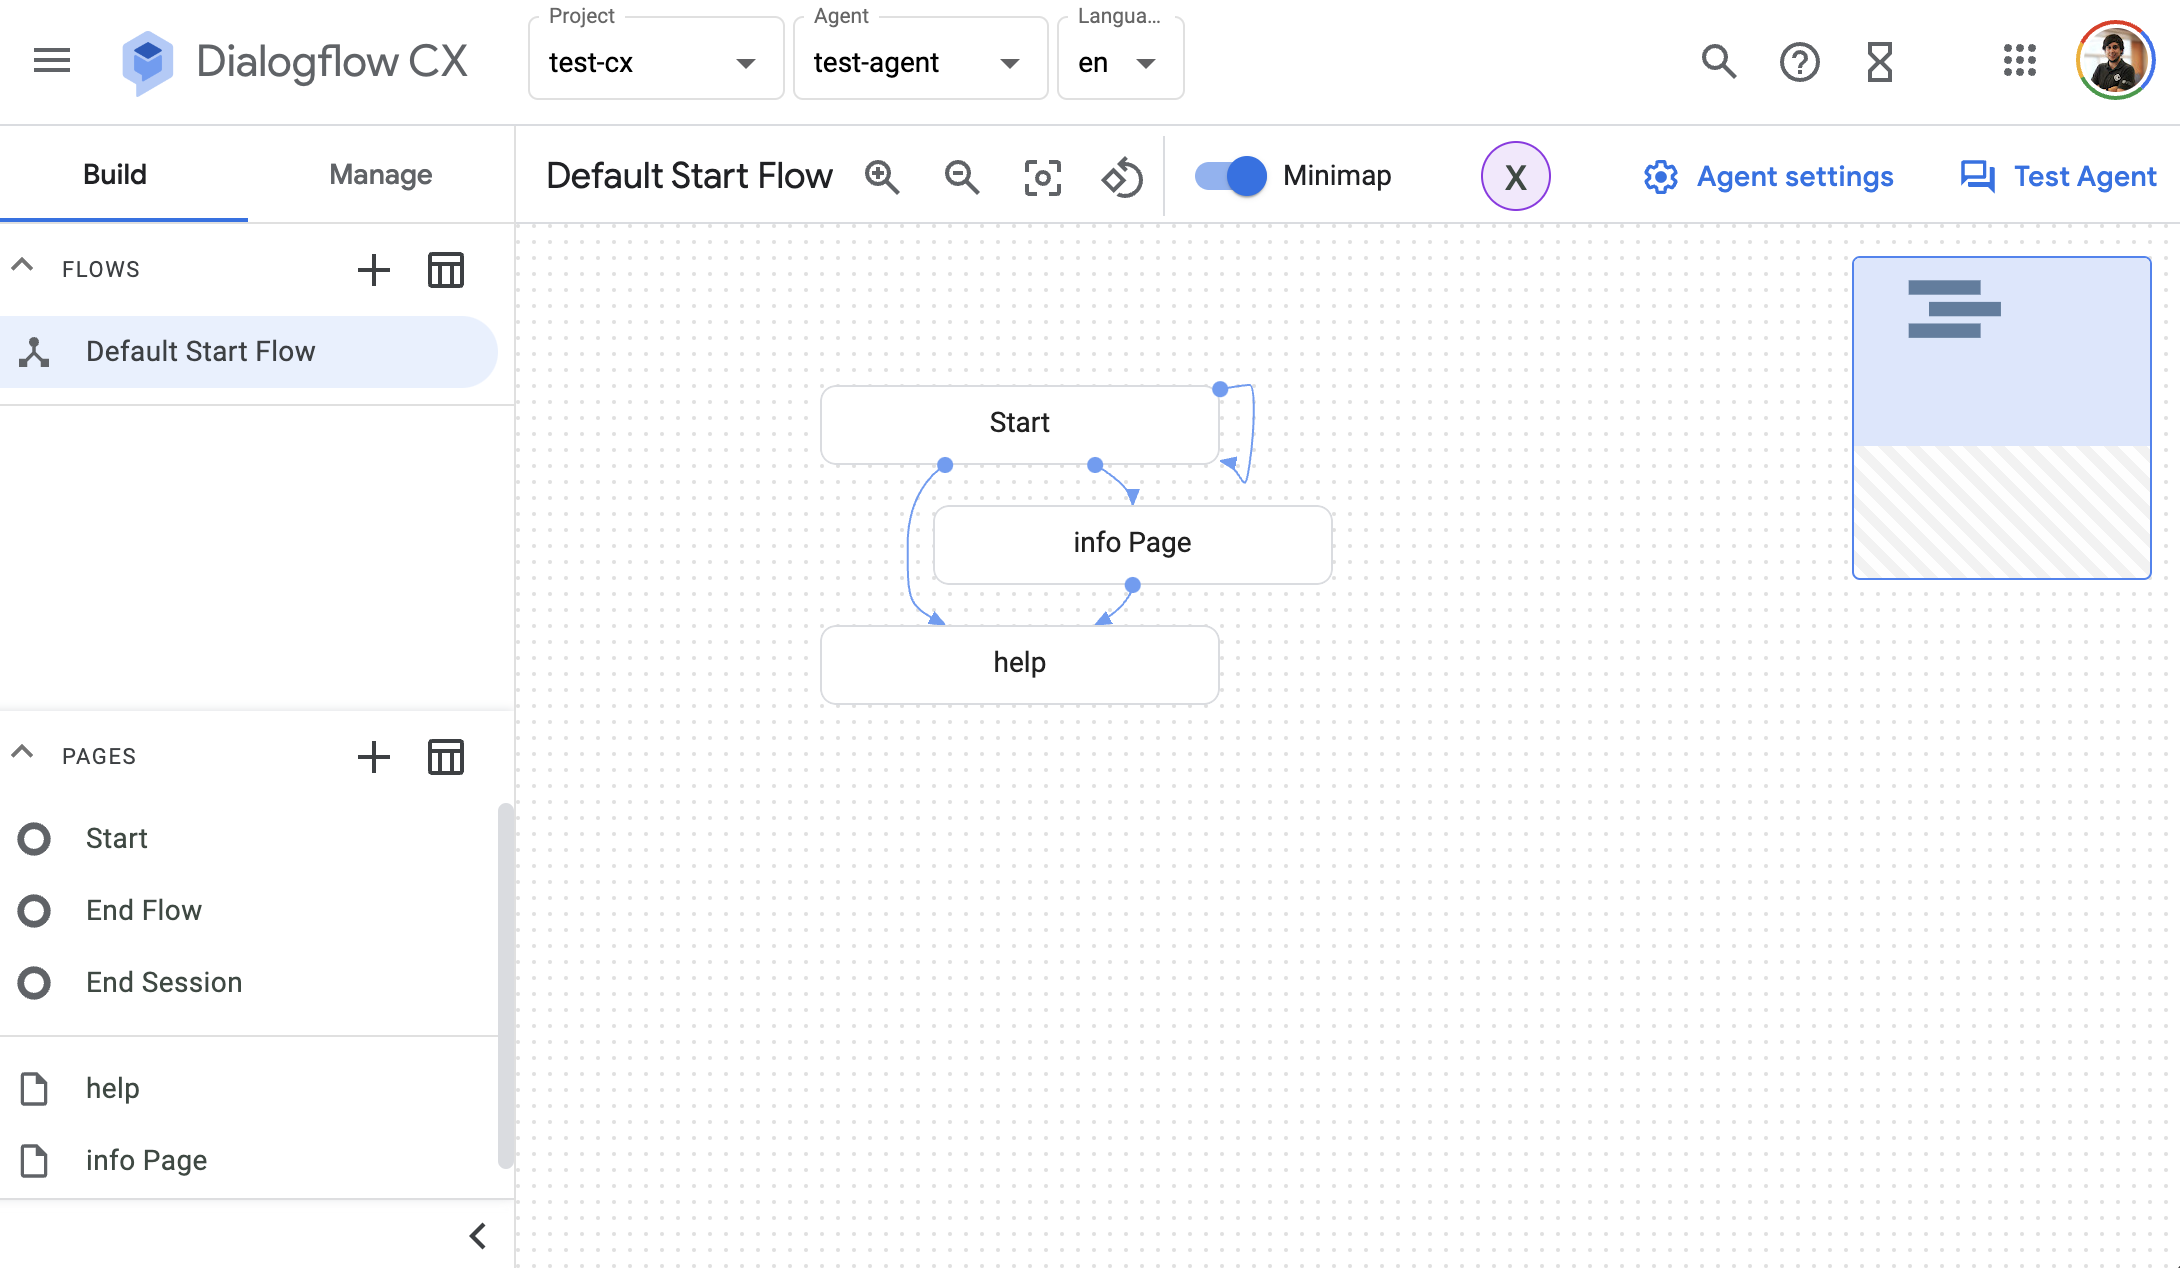 Project
Agent
Langua...
Dialogflow CX
test-cx
test-agent
en
Build
Manage
Default Start Flow
Minimap
X
Agent settings
Test Agent
FLOWS
Default Start Flow
Start
info Page
help
PAGES
Start
End Flow
End Session
help
info Page